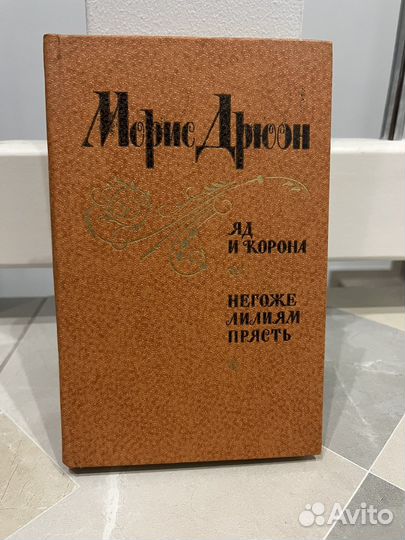 Морис Дрюон
ЯД
И КОРОНА
НЕГОЖЕ
ЛИЛИЯМ
ПРЯСТЬ
Avito